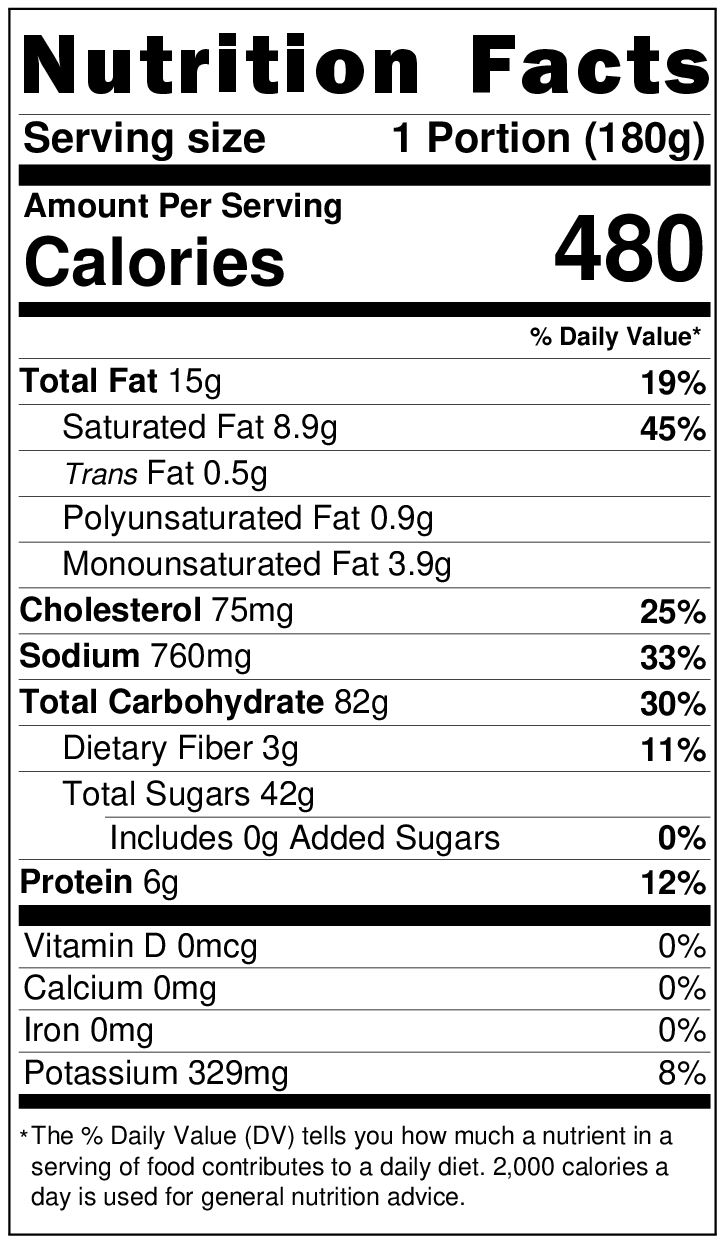 Nutrition Facts
Serving size 1 Portion (180g)
Amount Per Serving
Calories 480
% Daily Value*
Total Fat 15g 19%
Saturated Fat 8.9g 45%
Trans Fat 0.5g
Polyunsaturated Fat 0.9g
Monounsaturated Fat 3.9g
Cholesterol 75mg 25%
Sodium 760mg 33%
Total Carbohydrate 82g 30%
Dietary Fiber 3g 11%
Total Sugars 42g
Includes 0g Added Sugars 0%
Protein 6g 12%
Vitamin D 0mcg 0%
Calcium 0mg 0%
Iron 0mg 0%
Potassium 329mg 8%
*The % Daily Value (DV) tells you how much a nutrient in a
serving of food contributes to a daily diet. 2,000 calories a
day is used for general nutrition advice.